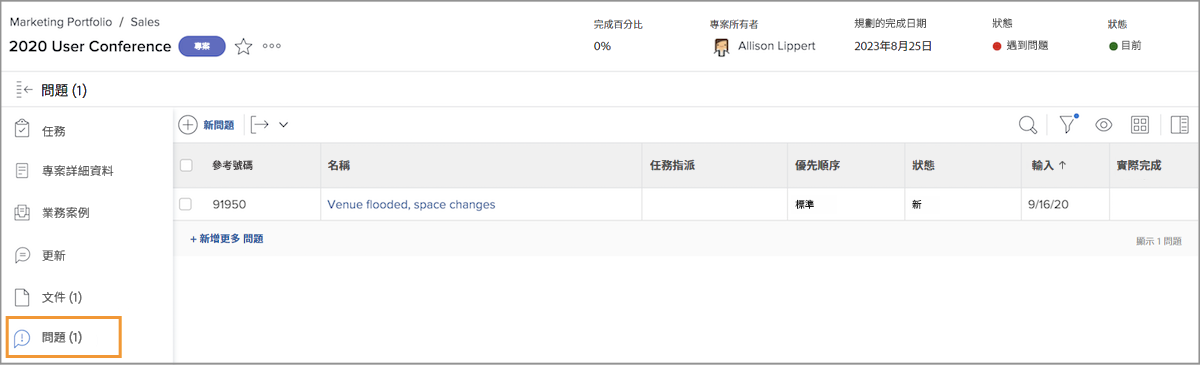 Marketing Portfolio / Sales
2020 User Conference 專案
完成百分比
0%
專案所有者
Allison Lippert
規劃的完成日期
2023年8月25日
狀態
遇到問題
狀態
目前
問題 (1)
任務
專案詳細資料
業務案例
更新
文件 (1)
問題 (1)
新問題
參考號碼 名稱 任務指派 優先順序 狀態 輸入 ↑ 實際完成
91950 Venue flooded, space changes 標準 新 9/16/20
+ 新增更多 問題
顯示 1 問題